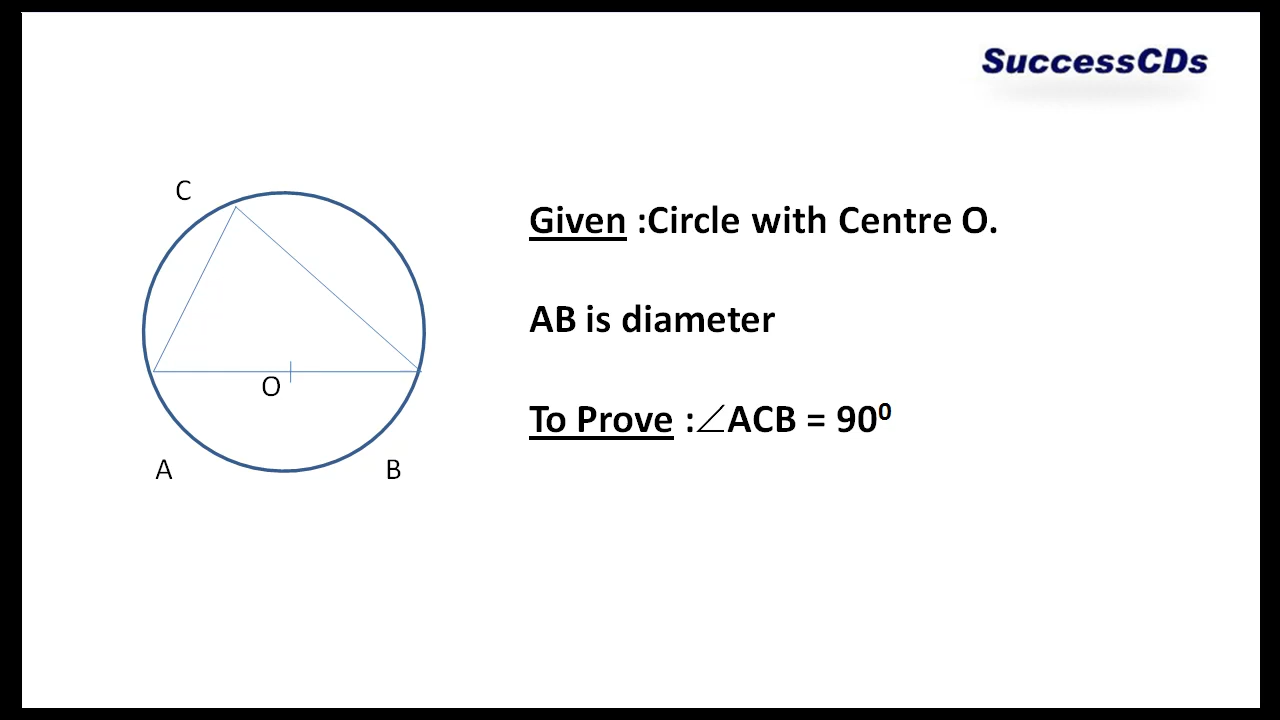 SuccessCDs
C
Given :Circle with Centre O.
AB is diameter
O
To Prove :∠ACB = 90⁰
A
B